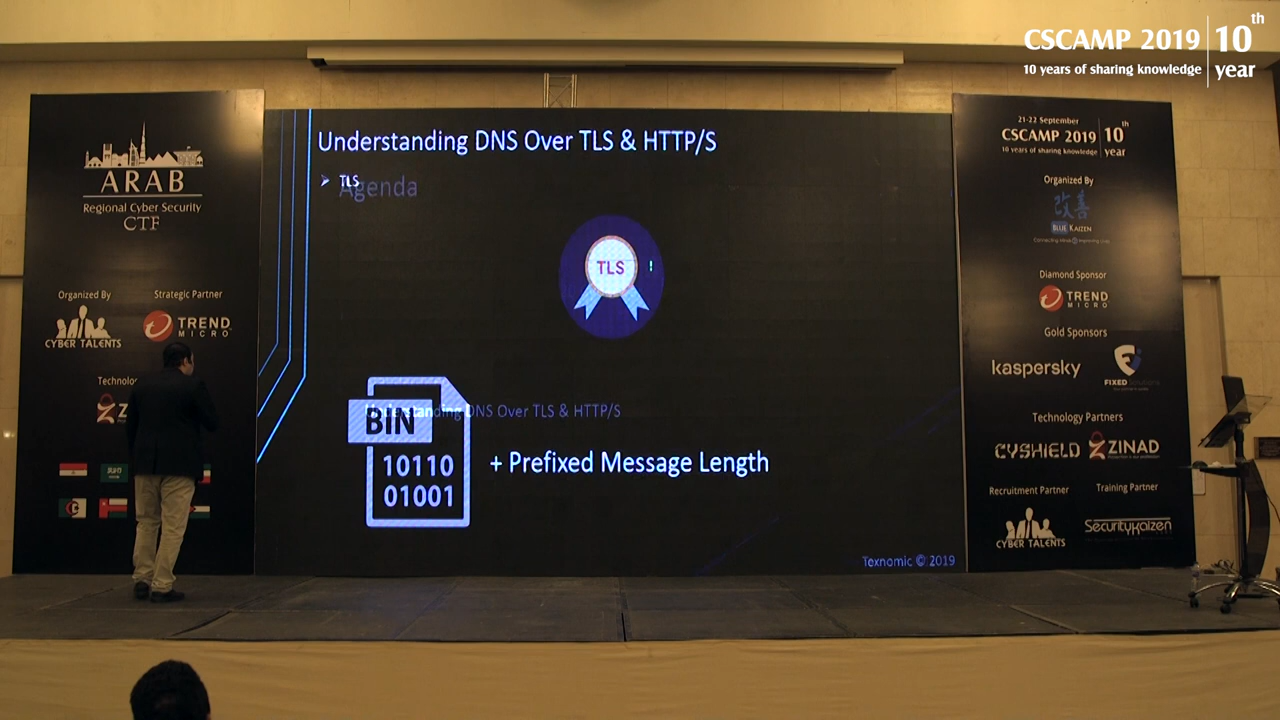 CSCAMP 2019 10th year
10 years of sharing knowledge
ARAB
Regional Cyber Security
CTF
Organized By
Strategic Partner
CYBER TALENTS
TREND MICRO
Technolo
Z
Understanding DNS Over TLS & HTTP/S
➤ TLS
Agenda
TLS !
Understanding DNS Over TLS & HTTP/S
BIN
10110
01001
+ Prefixed Message Length
Texnomic © 2019
21-22 September
CSCAMP 2019 10th year
10 years of sharing knowledge
Organized By
改善
BLUE KAIZEN
Diamond Sponsor
TREND MICRO
Gold Sponsors
kaspersky
FIXED
Technology Partners
CYSHIELD
ZINAD
Recruitment Partner
Training Partner
CYBER TALENTS
Securitykaizen